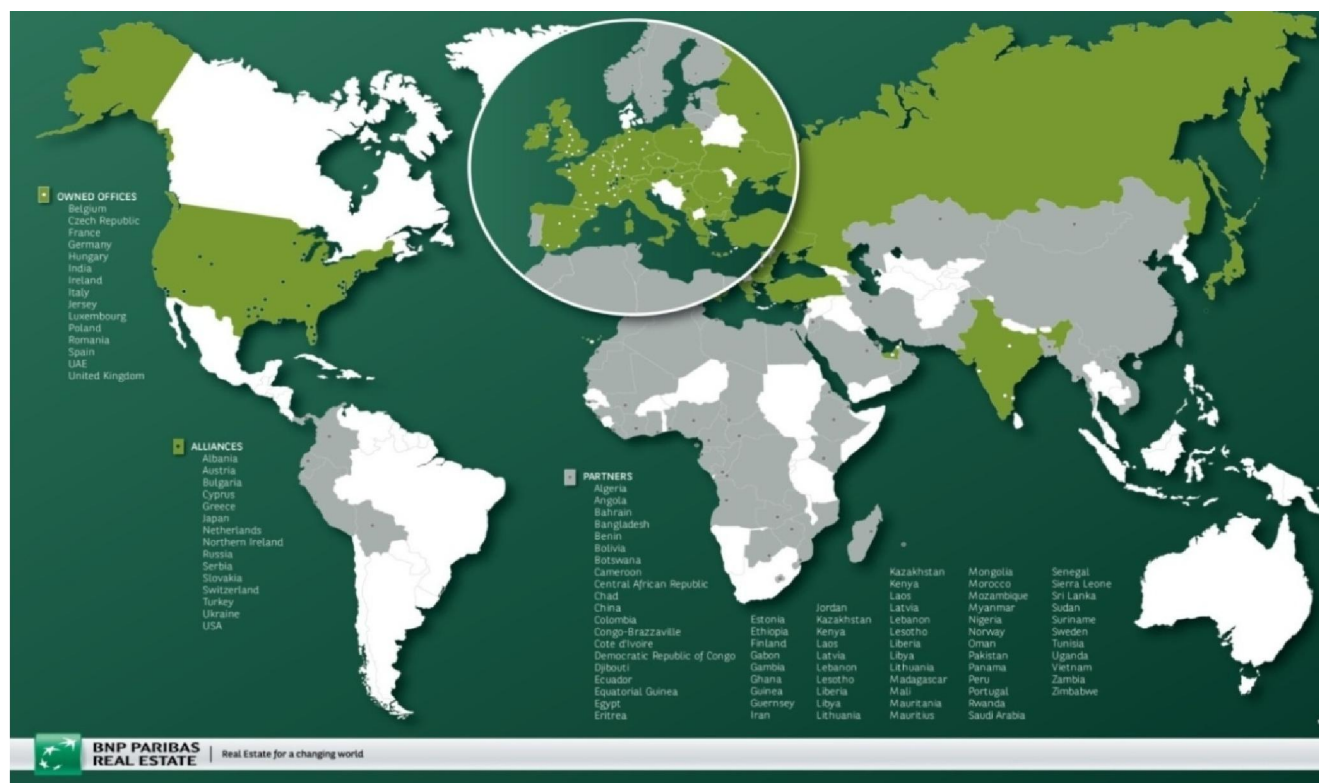 OWNED OFFICES
Belgium
Czech Republic
France
Germany
Hungary
India
Ireland
Italy
Jersey
Luxembourg
Poland
Romania
Spain
UAE
United Kingdom
ALLIANCES
Albania
Austria
Bulgaria
Cyprus
Greece
Japan
Netherlands
Northern Ireland
Russia
Serbia
Slovakia
Switzerland
Turkey
Ukraine
USA
PARTNERS
Algeria
Angola
Bahrain
Bangladesh
Benin
Bolivia
Botswana
Cameroon
Central African Republic
Chad
China
Colombia
Congo-Brazzaville
Cote d'Ivoire
Democratic Republic of Congo
Djibouti
Ecuador
Equatorial Guinea
Egypt
Eritrea
Estonia
Ethiopia
Finland
Gabon
Gambia
Ghana
Guinea
Guernsey
Iran
Jordan
Kazakhstan
Kenya
Laos
Latvia
Lebanon
Lesotho
Liberia
Libya
Lithuania
Kazakhstan
Kenya
Laos
Latvia
Lebanon
Lesotho
Liberia
Libya
Lithuania
Madagascar
Mali
Mauritania
Mauritius
Mongolia
Morocco
Mozambique
Myanmar
Nigeria
Norway
Oman
Pakistan
Panama
Peru
Portugal
Rwanda
Saudi Arabia
Senegal
Sierra Leone
Sri Lanka
Sudan
Suriname
Sweden
Tunisia
Uganda
Vietnam
Zambia
Zimbabwe
BNP PARIBAS
REAL ESTATE
Real Estate for a changing world